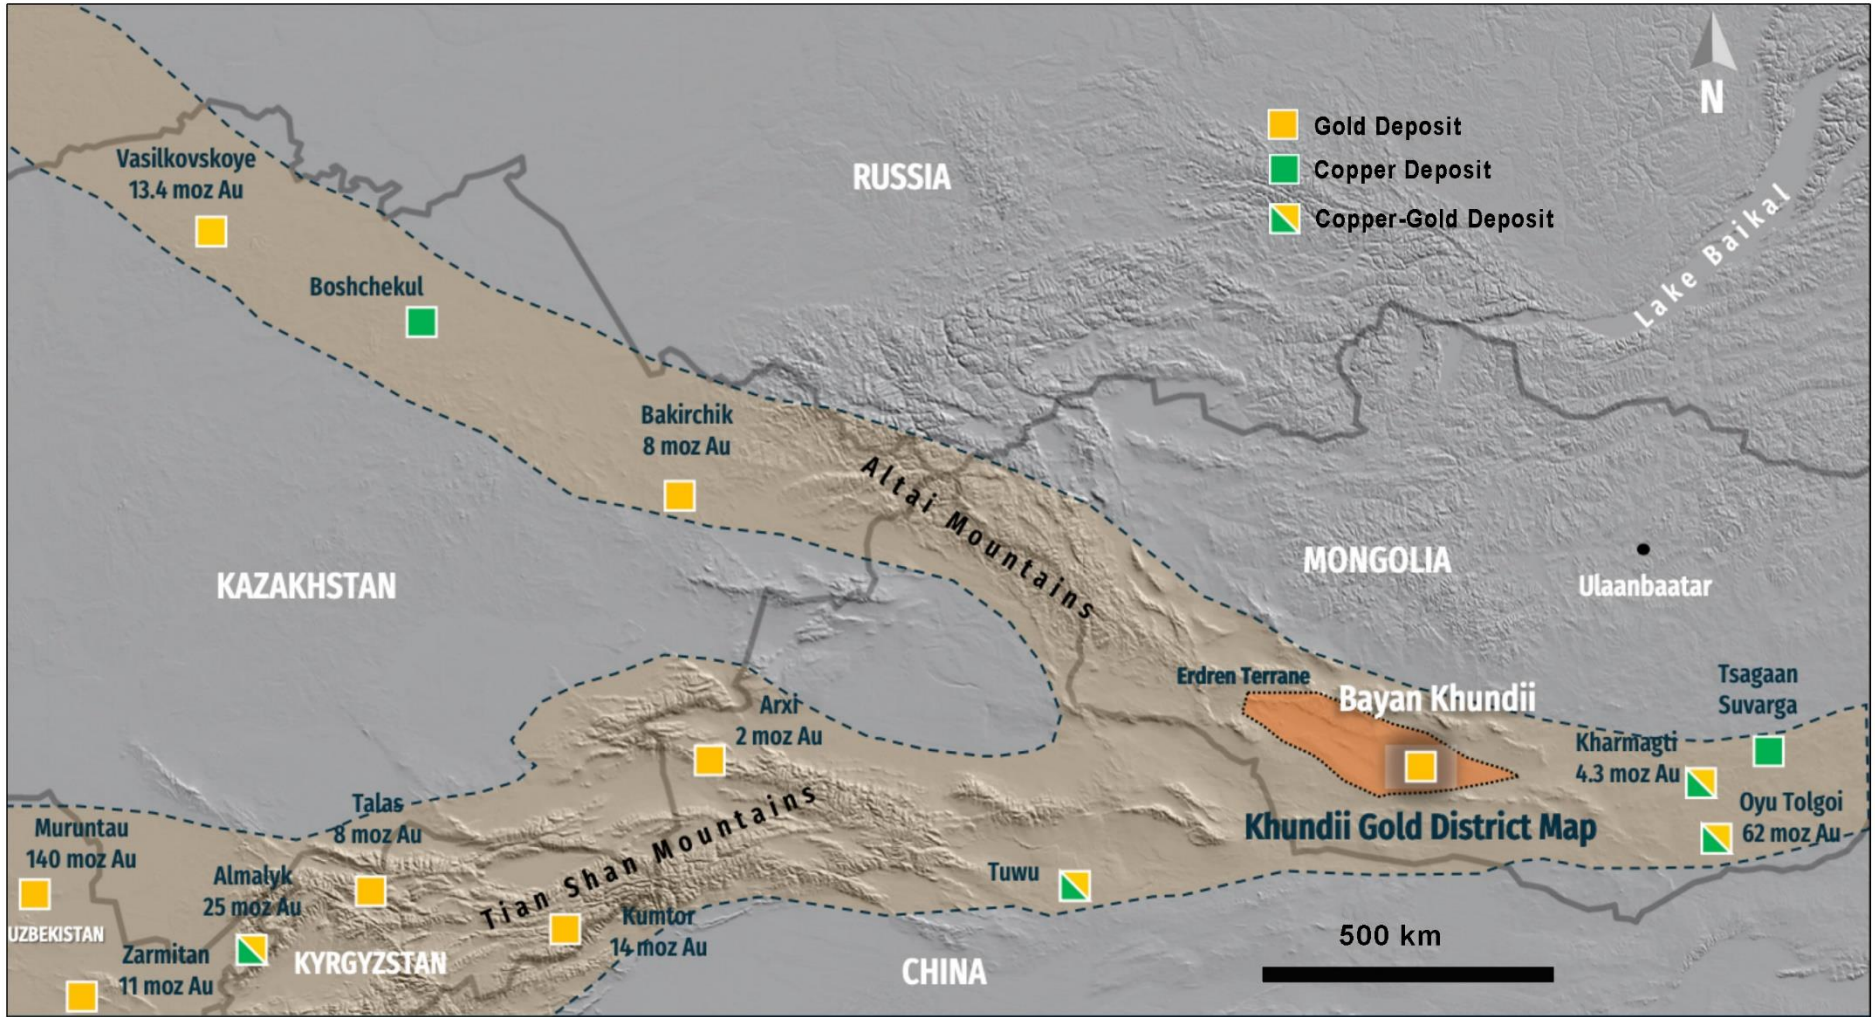 N
Gold Deposit
Copper Deposit
Copper-Gold Deposit
RUSSIA
Lake Baikal
Vasilkovskoye
13.4 moz Au
Boshchekul
Bakirchik
8 moz Au
Altai Mountains
KAZAKHSTAN
MONGOLIA
Ulaanbaatar
Erdren Terrane
Bayan Khundii
Tsagaan
Suvarga
Kharmagti
4.3 moz Au
Oyu Tolgoi
62 moz Au
Khundii Gold District Map
Arxi
2 moz Au
Talas
8 moz Au
Muruntau
140 moz Au
Almalyk
25 moz Au
Tian Shan Mountains
Tuwu
Kumtor
14 moz Au
UZBEKISTAN
Zarmitan
11 moz Au
KYRGYZSTAN
CHINA
500 km